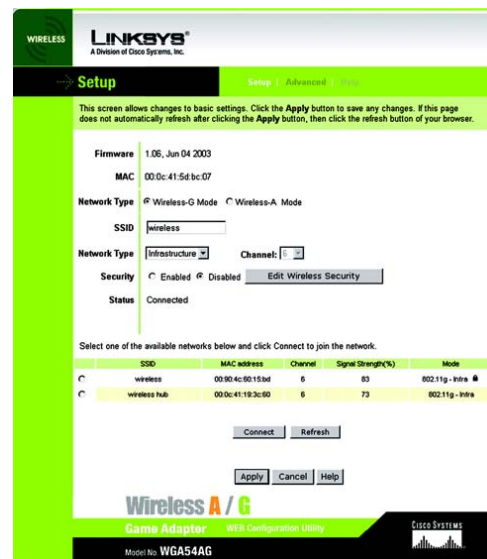 WIRELESS
LINKSYS®
A Division of Cisco Systems, Inc.
Setup
Setup | Advanced | Help
This screen allows changes to basic settings. Click the Apply button to save any changes. If this page
does not automatically refresh after clicking the Apply button, then click the refresh button of your browser.
Firmware 1.06, Jun 04 2003
MAC 00:0c:41:5d:bc:07
Network Type Wireless-G Mode Wireless-A Mode
SSID wireless
Network Type Infrastructure Channel: 6
Security Enabled Disabled Edit Wireless Security
Status Connected
Select one of the available networks below and click Connect to join the network.
SSID MAC address Channel Signal Strength(%) Mode
wireless 00:90:4c:60:15:bd 6 83 802.11g - Infra
wireless hub 00:0c:41:19:3c:60 6 73 802.11g - Infra
Connect Refresh
Apply Cancel Help
Wireless A / G
Game Adaptor WEB Configuration Utility
CISCO SYSTEMS
Model No. WGA54AG